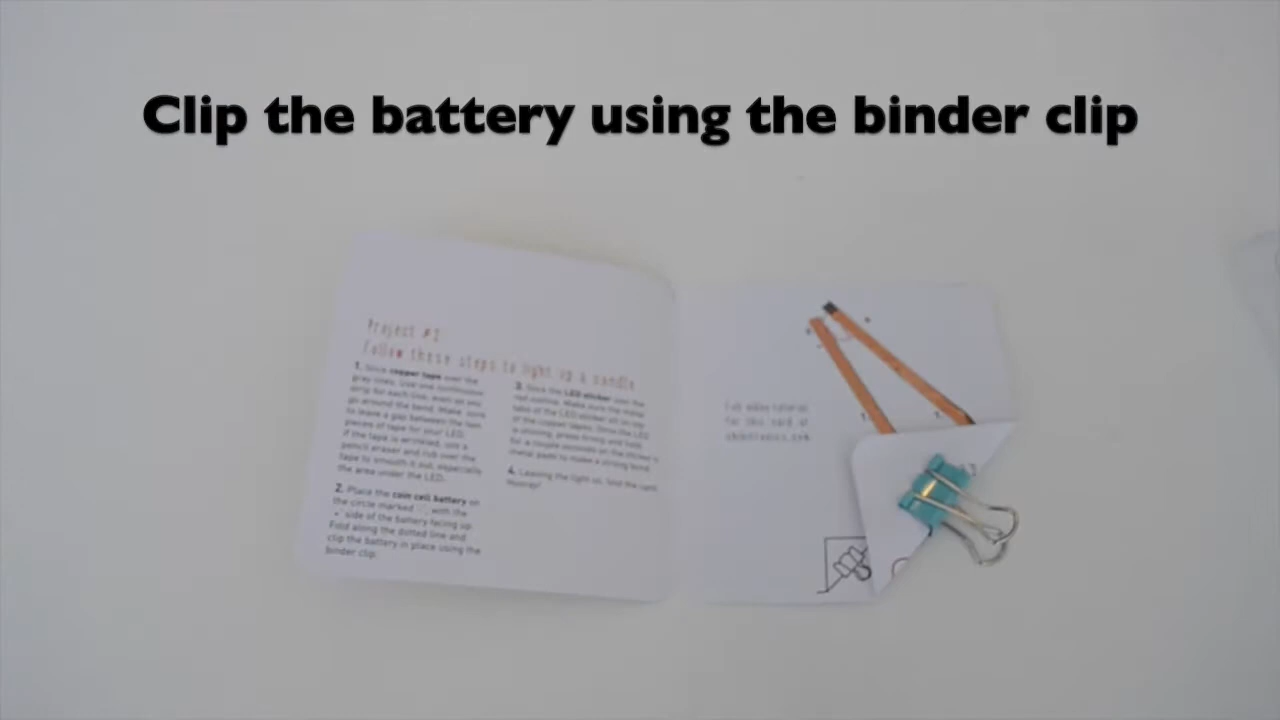 Clip the battery using the binder clip
Project #1
Follow these steps to light up a candle
1. Stick copper tape over the
gray lines. Use one continuous
strip for each line, even as you
go around the bend. Make sure
to leave a gap between the two
pieces of tape for your LED.
If the tape is wrinkled, use a
pencil eraser and rub over the
tape to smooth it out, especially
the area under the LED.
2. Place the coin cell battery on
the circle marked, with the
"+" side of the battery facing up.
Fold along the dotted line and
clip the battery in place using the
binder clip.
3. Stick the LED sticker over the
red outline. Make sure the metal
tabs of the LED sticker sit on top
of the copper tapes. Once the LED
is shining, press firmly and hold
for a couple seconds on the sticker's
metal pads to make a strong bond.
4. Leaving the light on, fold the card.
Hooray!
for this card at